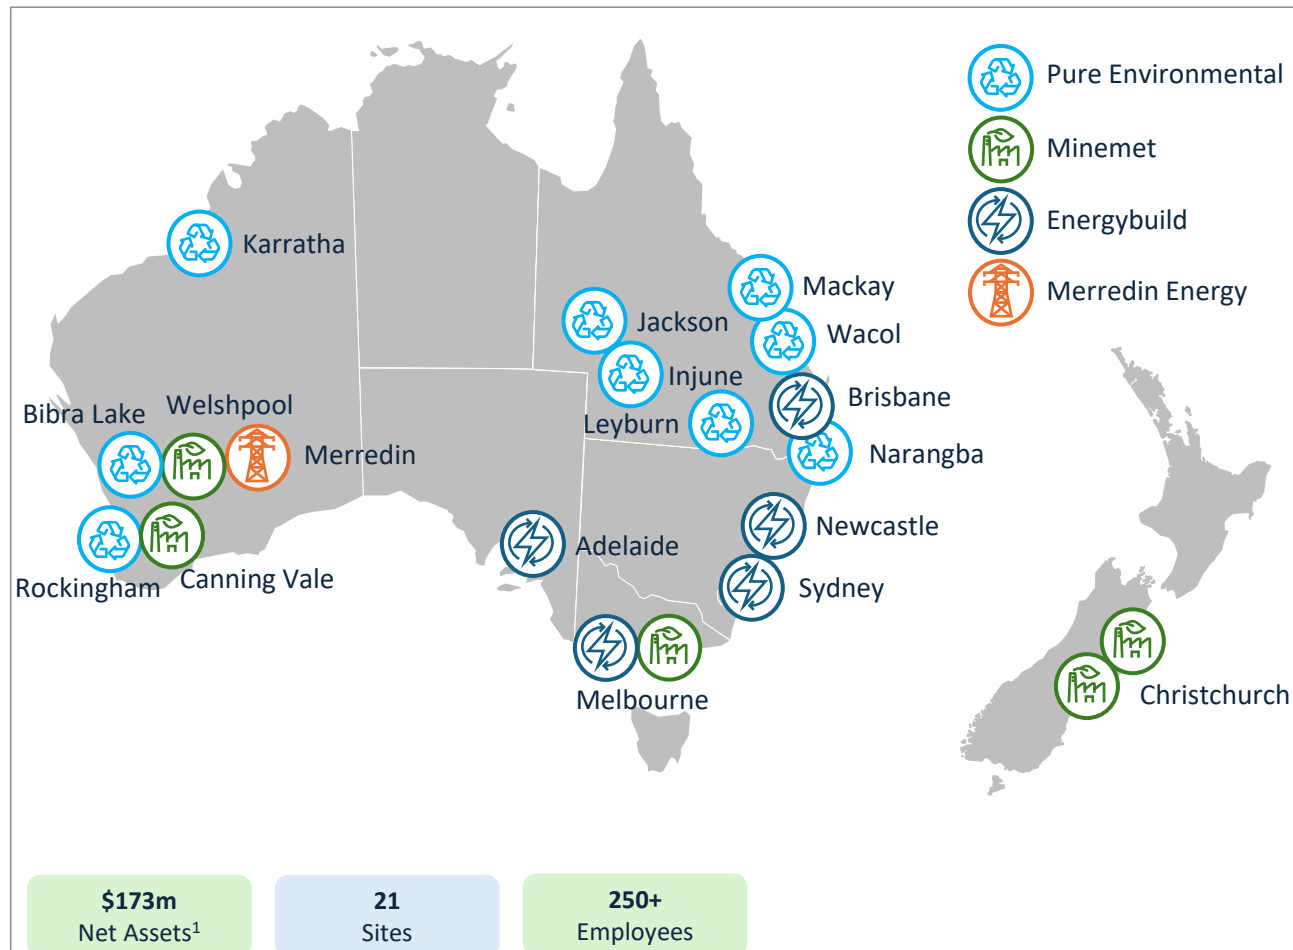 Pure Environmental
Minemet
Energybuild
Merredin Energy
Karratha
Mackay
Jackson
Wacol
Injune
Brisbane
Leyburn
Narangba
Welshpool
Bibra Lake
Merredin
Newcastle
Adelaide
Canning Vale
Rockingham
Sydney
Melbourne
Christchurch
$173m
Net Assets¹
21
Sites
250+
Employees